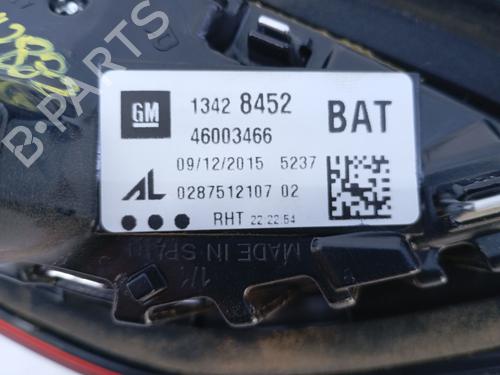 GM
1342 8452
BAT
46003466
09/12/2015 5237
AL
0287512107 02
RHT 22:22:54
MADE IN SPAIN
B-PARTS